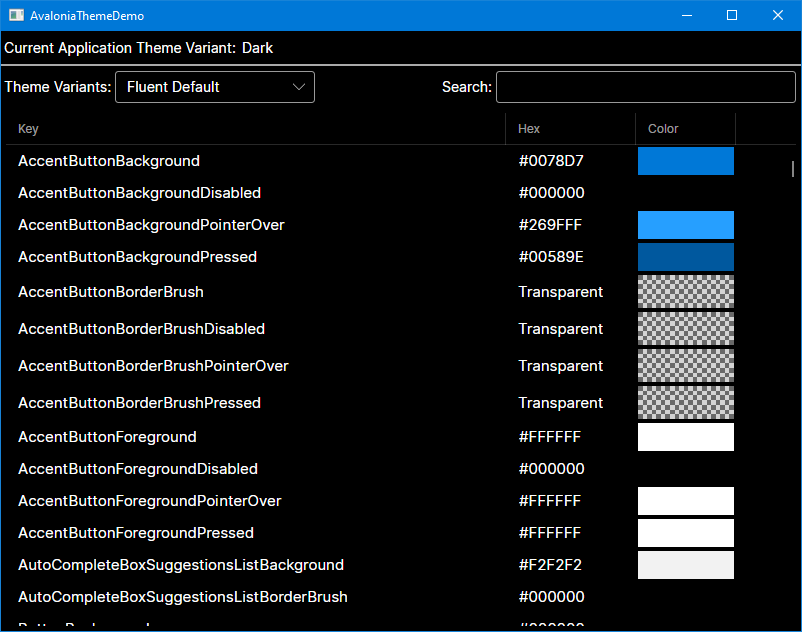 AvaloniaThemeDemo
Current Application Theme Variant: Dark
Theme Variants: Fluent Default Search:
Key Hex Color
AccentButtonBackground #0078D7
AccentButtonBackgroundDisabled #000000
AccentButtonBackgroundPointerOver #269FFF
AccentButtonBackgroundPressed #00589E
AccentButtonBorderBrush Transparent
AccentButtonBorderBrushDisabled Transparent
AccentButtonBorderBrushPointerOver Transparent
AccentButtonBorderBrushPressed Transparent
AccentButtonForeground #FFFFFF
AccentButtonForegroundDisabled #000000
AccentButtonForegroundPointerOver #FFFFFF
AccentButtonForegroundPressed #FFFFFF
AutoCompleteBoxSuggestionsListBackground #F2F2F2
AutoCompleteBoxSuggestionsListBorderBrush #000000